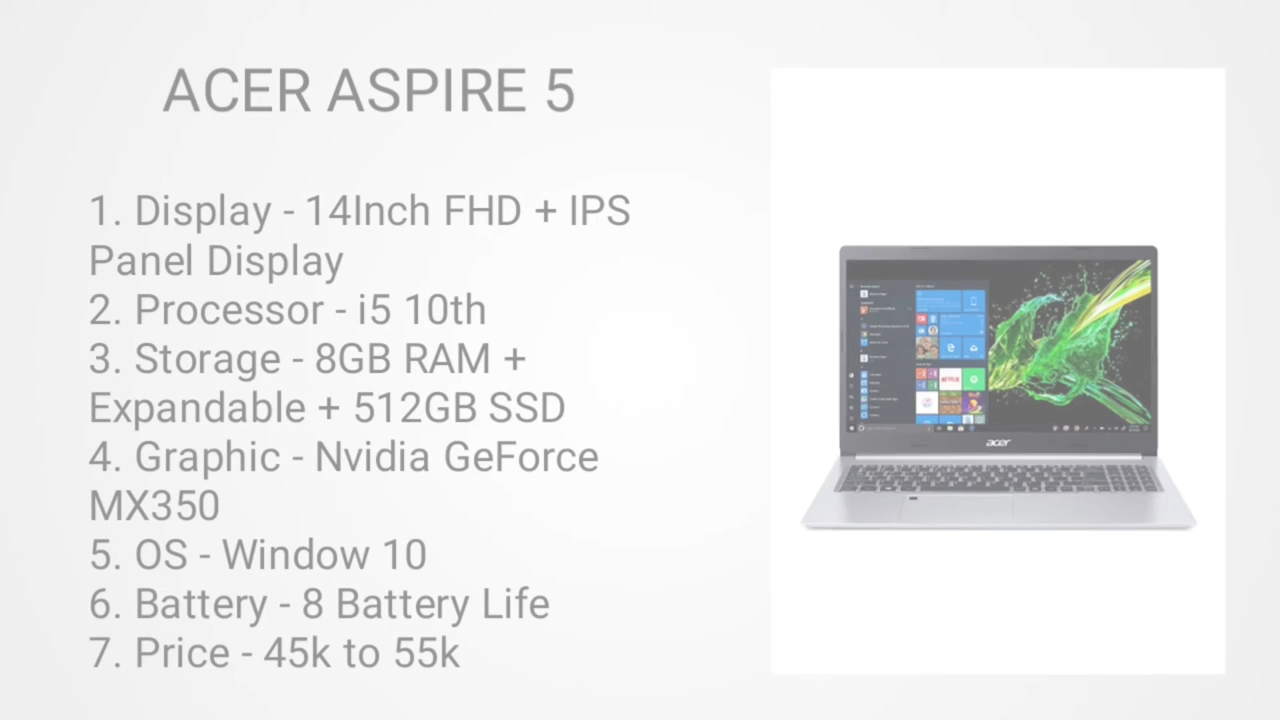 ACER ASPIRE 5
1. Display - 14Inch FHD + IPS
Panel Display
2. Processor - i5 10th
3. Storage - 8GB RAM +
Expandable + 512GB SSD
4. Graphic - Nvidia GeForce
MX350
5. OS - Window 10
6. Battery - 8 Battery Life
7. Price - 45k to 55k
NETFLIX
acer